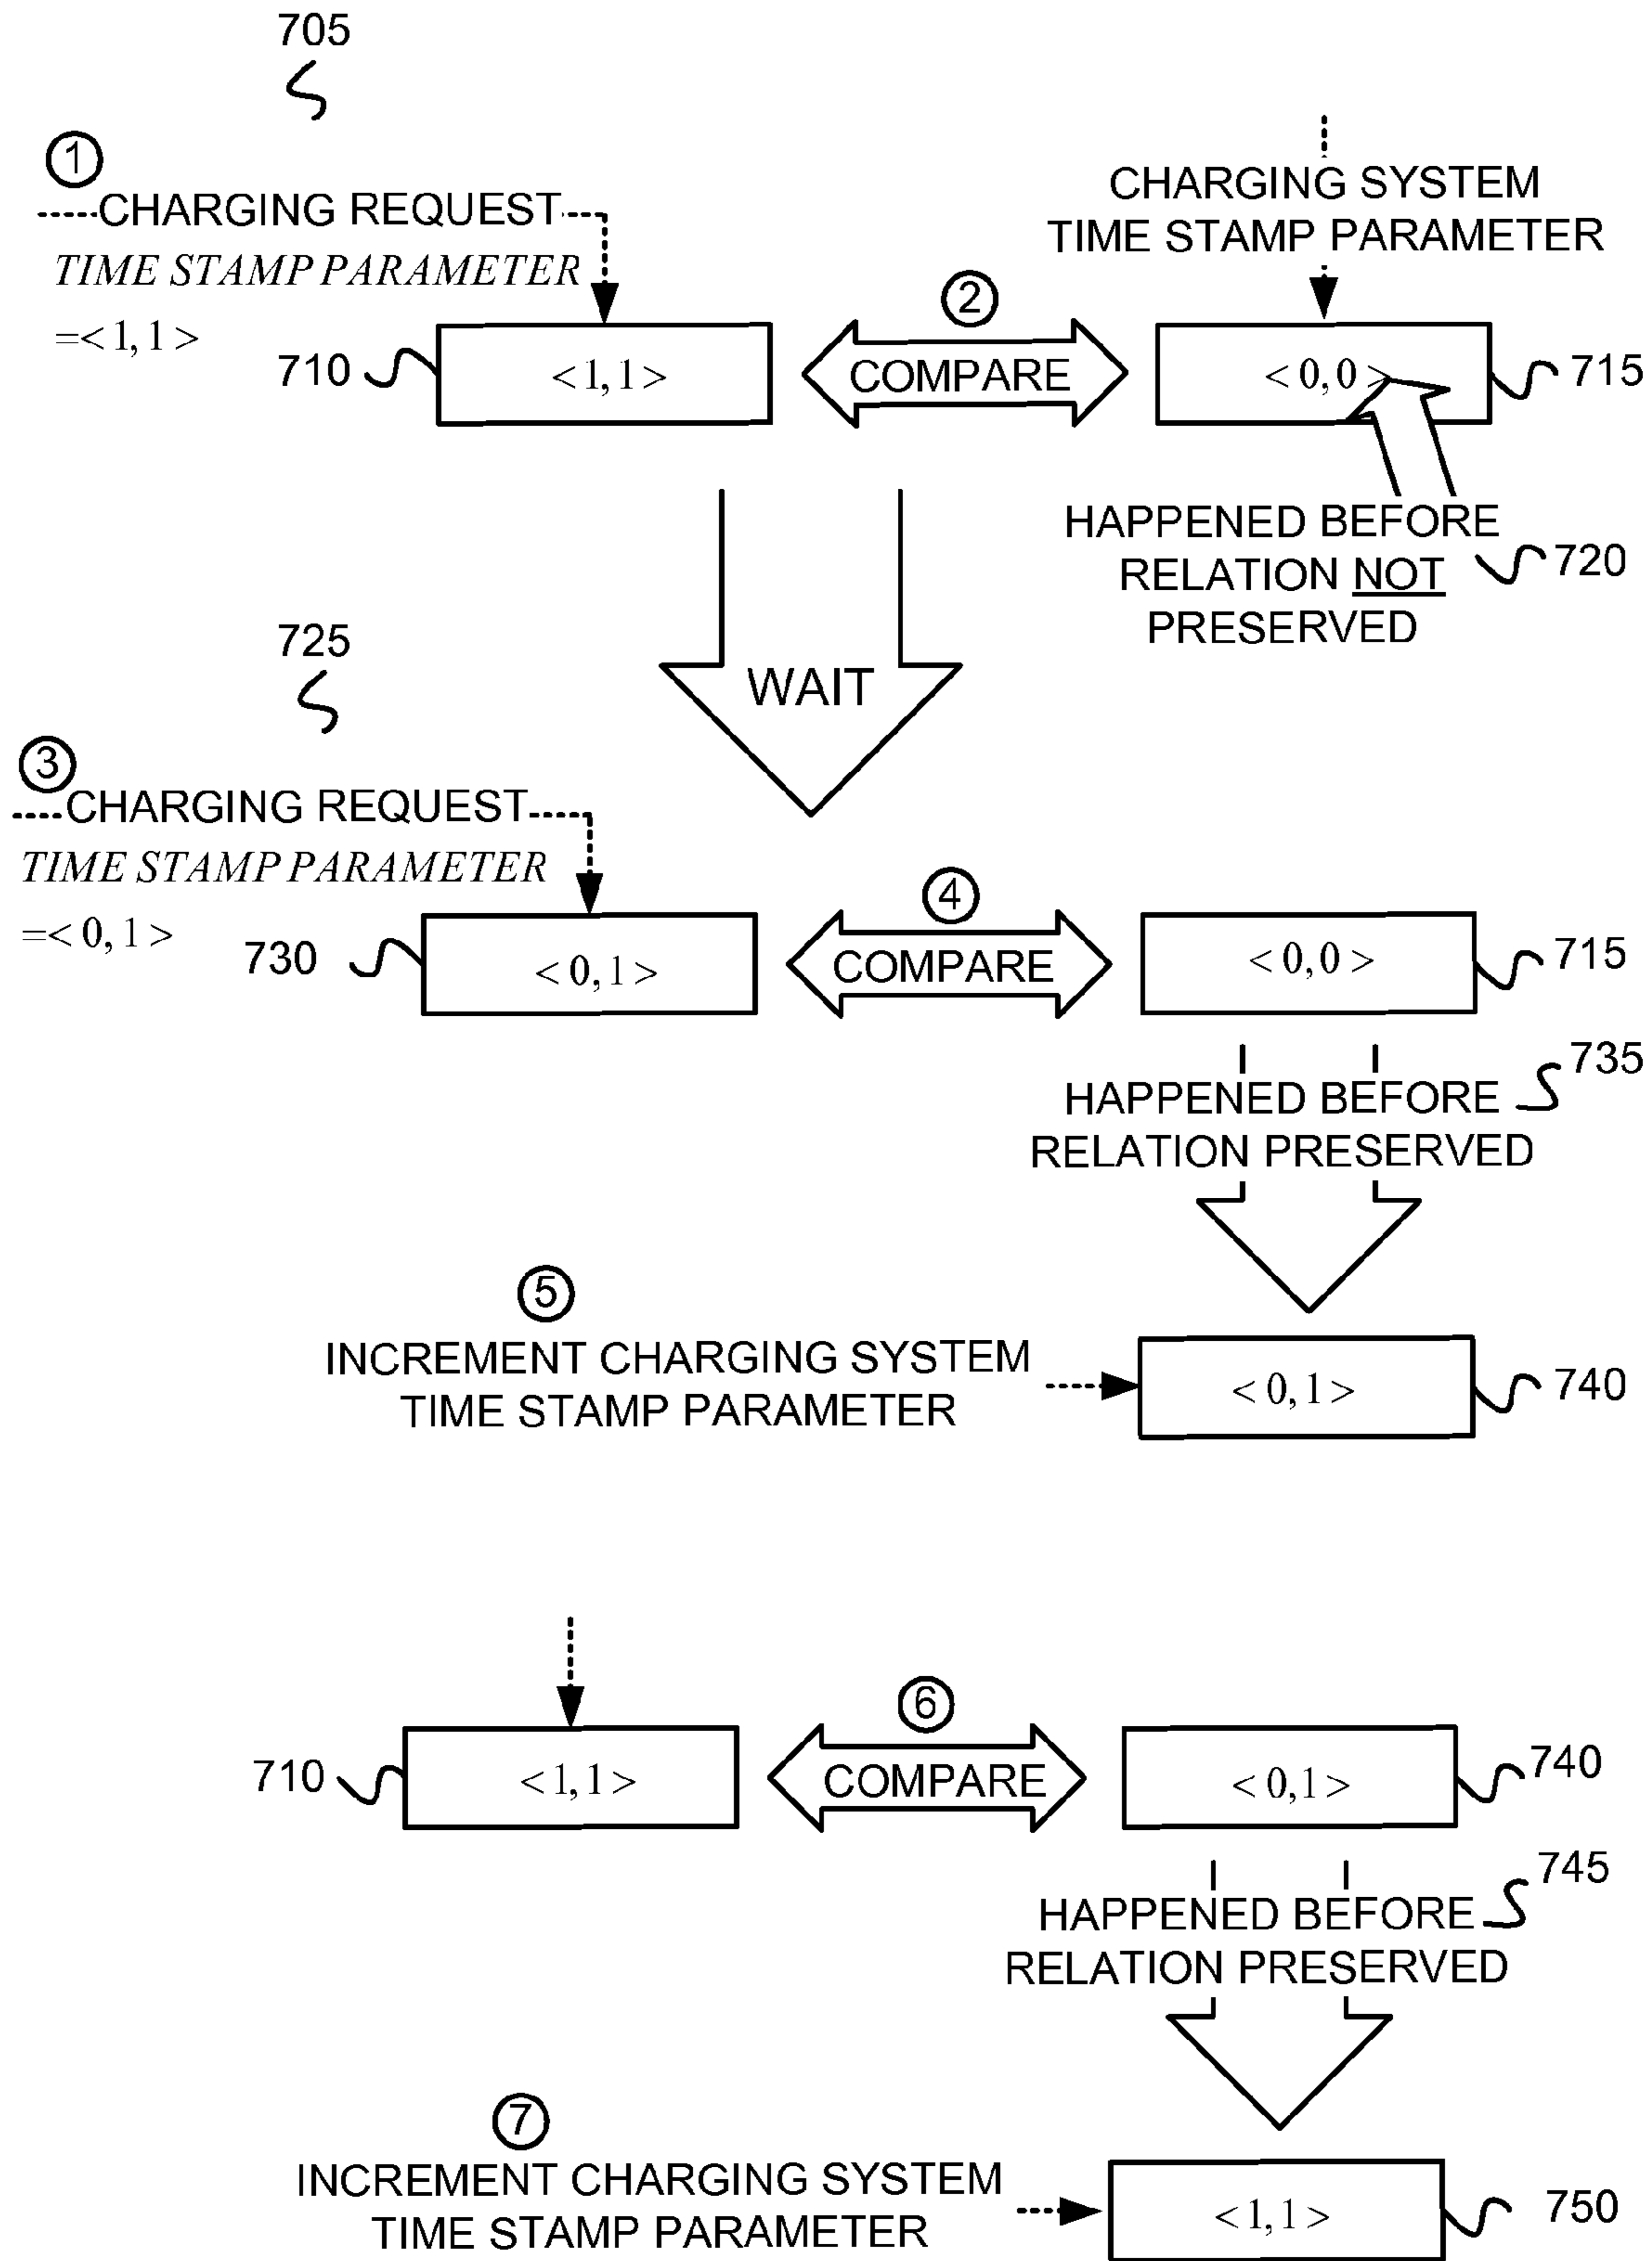 705
①
CHARGING REQUEST
TIME STAMP PARAMETER
=< 1, 1 >
CHARGING SYSTEM
TIME STAMP PARAMETER
②
710
< 1, 1 >
COMPARE
< 0, 0 >
715
HAPPENED BEFORE
RELATION NOT
PRESERVED
720
WAIT
725
③
CHARGING REQUEST
TIME STAMP PARAMETER
=< 0, 1 >
④
730
< 0, 1 >
COMPARE
< 0, 0 >
715
HAPPENED BEFORE
RELATION PRESERVED
735
⑤
INCREMENT CHARGING SYSTEM
TIME STAMP PARAMETER
< 0, 1 >
740
⑥
710
< 1, 1 >
COMPARE
< 0, 1 >
740
HAPPENED BEFORE
RELATION PRESERVED
745
⑦
INCREMENT CHARGING SYSTEM
TIME STAMP PARAMETER
< 1, 1 >
750